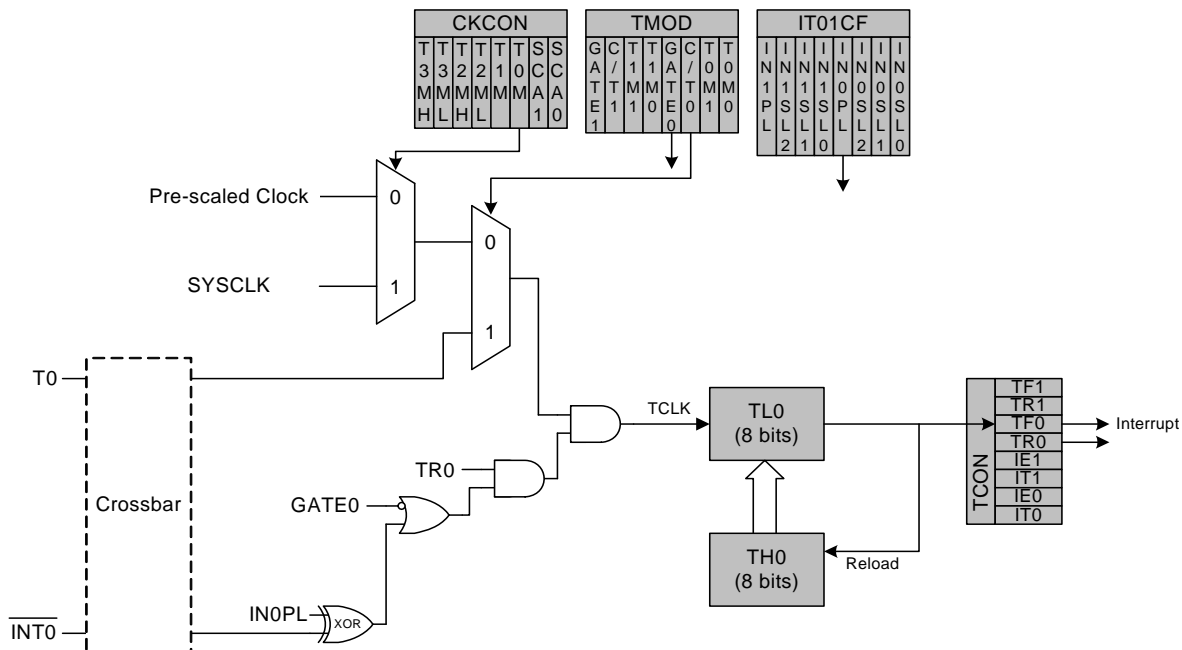 CKCON
T3MH
T3ML
T2MH
T2ML
T1M
T0M
SCA1
SCA0
TMOD
GATE1
C/T1
T1M1
T1M0
GATE0
C/T0
T0M1
T0M0
IT01CF
IN1PL
IN1SL2
IN1SL1
IN1SL0
IN0PL
IN0SL2
IN0SL1
IN0SL0
Pre-scaled Clock
0
SYSCLK
1
0
1
T0
Crossbar
INT0
TR0
GATE0
IN0PL
XOR
TCLK
TL0
(8 bits)
TH0
(8 bits)
Reload
TCON
TF1
TR1
TF0
TR0
IE1
IT1
IE0
IT0
Interrupt